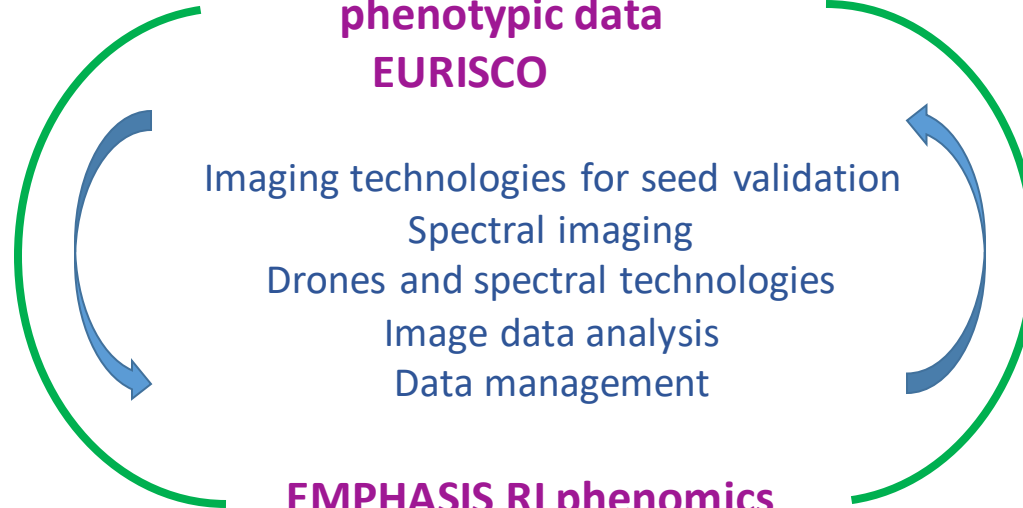 phenotypic data
EURISCO
Imaging technologies for seed validation
Spectral imaging
Drones and spectral technologies
Image data analysis
Data management
EMPHASIS RI phenomics